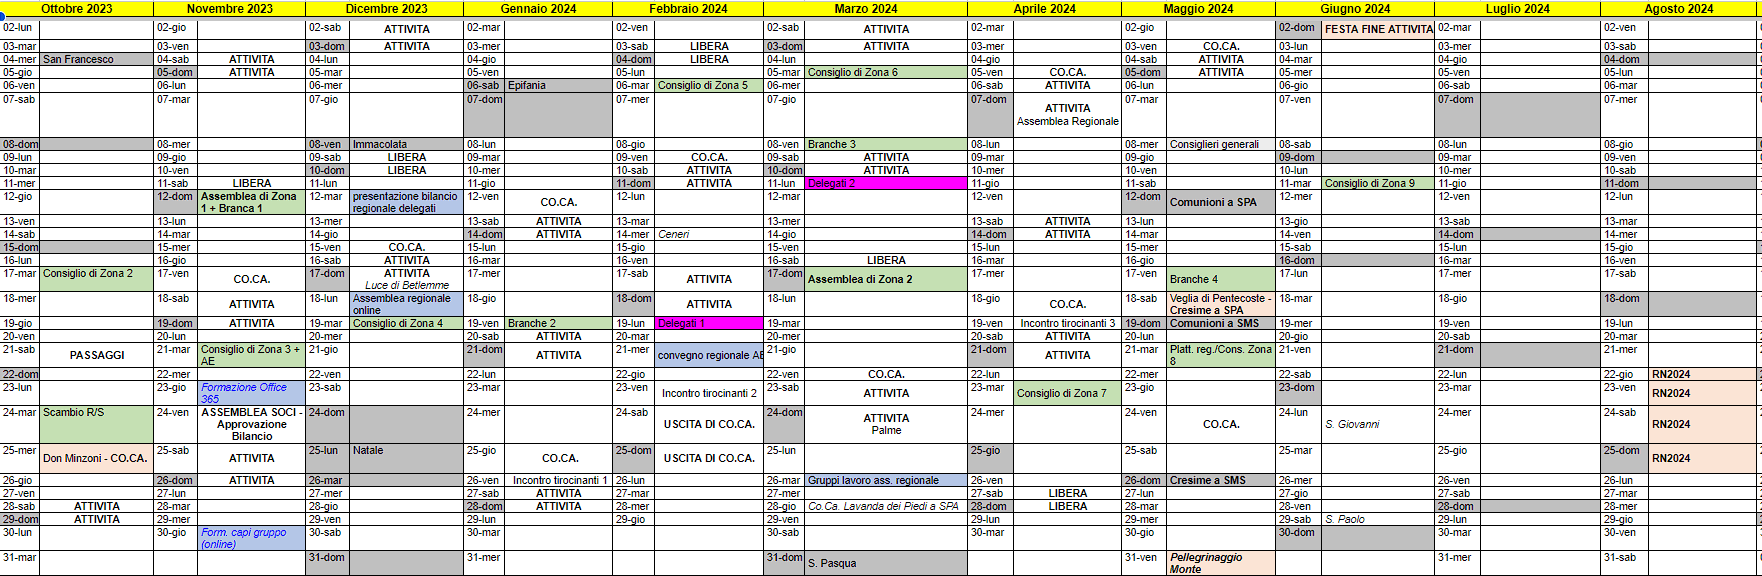 Ottobre 2023 Novembre 2023 Dicembre 2023 Gennaio 2024 Febbraio 2024 Marzo 2024 Aprile 2024 Maggio 2024 Giugno 2024 Luglio 2024 Agosto 2024
02-lun 02-gio 02-sab ATTIVITA 02-mar 02-ven 02-sab ATTIVITA 02-mar 02-gio 02-dom FESTA FINE ATTIVITA 02-mar 02-ven
03-mar 03-ven 03-dom ATTIVITA 03-mer 03-sab LIBERA 03-dom ATTIVITA 03-mer 03-ven CO.CA. 03-lun 03-mer 03-sab
04-mer San Francesco 04-sab ATTIVITA 04-lun 04-gio 04-dom LIBERA 04-lun 04-gio 04-sab ATTIVITA 04-mar 04-gio 04-dom
05-gio 05-dom ATTIVITA 05-mar 05-ven 05-lun 05-mar Consiglio di Zona 6 05-ven CO.CA. 05-dom ATTIVITA 05-mer 05-ven 05-lun
06-ven 06-lun 06-mer 06-sab Epifania 06-mar Consiglio di Zona 5 06-mer 06-sab ATTIVITA 06-lun 06-gio 06-sab 06-mar
07-sab 07-mar 07-gio 07-dom 07-mer 07-gio 07-dom ATTIVITA Assemblea Regionale 07-mar 07-ven 07-dom 07-mer
08-dom 08-mer 08-ven Immacolata 08-lun 08-gio 08-ven Branche 3 08-lun 08-mer Consiglieri generali 08-sab 08-lun 08-gio
09-lun 09-gio 09-sab LIBERA 09-mar 09-ven CO.CA. 09-sab ATTIVITA 09-mar 09-gio 09-dom 09-mar 09-ven
10-mar 10-ven 10-dom LIBERA 10-mer 10-sab ATTIVITA 10-dom ATTIVITA 10-mer 10-ven 10-lun 10-mer 10-sab
11-mer 11-sab LIBERA 11-lun 11-gio 11-dom ATTIVITA 11-lun Delegati 2 11-gio 11-sab 11-mar Consiglio di Zona 9 11-gio 11-dom
12-gio 12-dom Assemblea di Zona 1 + Branca 1 12-mar presentazione bilancio regionale delegati 12-ven CO.CA. 12-lun 12-mar 12-ven 12-dom Comunioni a SPA 12-mer 12-ven 12-lun
13-ven 13-lun 13-mer 13-sab ATTIVITA 13-mar 13-mer 13-sab ATTIVITA 13-lun 13-gio 13-sab 13-mar
14-sab 14-mar 14-gio 14-dom ATTIVITA 14-mer Ceneri 14-gio 14-dom ATTIVITA 14-mar 14-ven 14-dom 14-mer
15-dom 15-mer 15-ven CO.CA. 15-lun 15-gio 15-ven 15-lun 15-mer 15-sab 15-lun 15-gio
16-lun 16-gio 16-sab ATTIVITA 16-mar 16-ven 16-sab LIBERA 16-mar 16-gio 16-dom 16-mar 16-ven
17-mar Consiglio di Zona 2 17-ven CO.CA. 17-dom ATTIVITA Luce di Betlemme 17-mer 17-sab ATTIVITA 17-dom Assemblea di Zona 2 17-mer 17-ven Branche 4 17-lun 17-mer 17-sab
18-mer 18-sab ATTIVITA 18-lun Assemblea regionale online 18-gio 18-dom ATTIVITA 18-lun 18-gio CO.CA. 18-sab Veglia di Pentecoste - Cresime a SPA 18-mar 18-gio 18-dom
19-gio 19-dom ATTIVITA 19-mar Consiglio di Zona 4 19-ven Branche 2 19-lun Delegati 1 19-mar 19-ven Incontro tirocinanti 3 19-dom Comunioni a SMS 19-mer 19-ven 19-lun
20-ven 20-lun 20-mer 20-sab ATTIVITA 20-mar 20-mer 20-sab ATTIVITA 20-lun 20-gio 20-sab 20-mar
21-sab PASSAGGI 21-mar Consiglio di Zona 3 + AE 21-gio 21-dom ATTIVITA 21-mer convegno regionale AE 21-gio 21-dom ATTIVITA 21-mar Platt. reg./Cons. Zona 8 21-ven 21-dom 21-mer
22-dom 22-mer 22-ven 22-lun 22-gio 22-ven CO.CA. 22-lun 22-mer 22-sab 22-lun 22-gio RN2024
23-lun 23-gio Formazione Office 365 23-sab 23-mar 23-ven Incontro tirocinanti 2 23-sab ATTIVITA 23-mar Consiglio di Zona 7 23-gio 23-dom 23-mar 23-ven RN2024
24-mar Scambio R/S 24-ven ASSEMBLEA SOCI - Approvazione Bilancio 24-dom 24-mer 24-sab USCITA DI CO.CA. 24-dom ATTIVITA Palme 24-mer 24-ven CO.CA. 24-lun S. Giovanni 24-mer 24-sab RN2024
25-mer Don Minzoni - CO.CA. 25-sab ATTIVITA 25-lun Natale 25-gio CO.CA. 25-dom USCITA DI CO.CA. 25-lun 25-gio 25-sab 25-mar 25-gio 25-dom RN2024
26-gio 26-dom ATTIVITA 26-mar 26-ven Incontro tirocinanti 1 26-lun 26-mar Gruppi lavoro ass. regionale 26-ven 26-dom Cresime a SMS 26-mer 26-ven 26-lun
27-ven 27-lun 27-mer 27-sab ATTIVITA 27-mar 27-mer 27-sab LIBERA 27-lun 27-gio 27-sab 27-mar
28-sab ATTIVITA 28-mar 28-gio 28-dom ATTIVITA 28-mer 28-gio Co.Ca. Lavanda dei Piedi a SPA 28-dom LIBERA 28-mar 28-ven 28-dom 28-mer
29-dom ATTIVITA 29-mer 29-ven 29-lun 29-gio 29-ven 29-lun 29-mer 29-sab S. Paolo 29-lun 29-gio
30-lun 30-gio Form. capi gruppo (online) 30-sab 30-mar 30-sab 30-mar 30-gio 30-dom 30-mar 30-ven
31-mar 31-dom 31-mer 31-dom S. Pasqua 31-ven Pellegrinaggio Monte 31-mer 31-sab